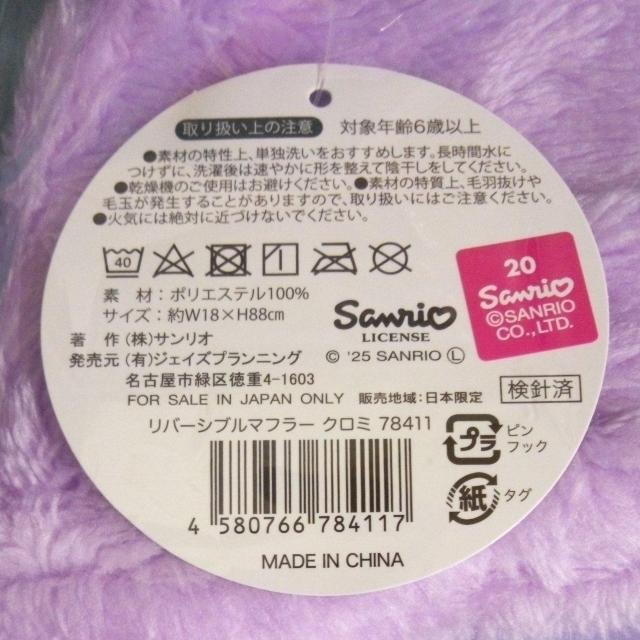 取り扱い上の注意 対象年齢6歳以上
●素材の特性上、単独洗いをおすすめします。長時間水に
つけずに、洗濯後は速やかに形を整えて陰干しをしてください。
●乾燥機のご使用はお避けください。●素材の特質上、毛羽抜けや
毛玉が発生することがありますので、取り扱いにはご注意ください。
●火気には絶対に近づけないでください。
40
素 材：ポリエステル100%
サイズ：約W18×H88cm
Sanrio
LICENSE
20
Sanrio
©SANRIO
CO.,LTD.
著 作 (株)サンリオ
© '25 SANRIO Ⓛ
発売元 (有)ジェイズプランニング
名古屋市緑区徳重4-1603
FOR SALE IN JAPAN ONLY 販売地域：日本限定
検針済
リバーシブルマフラー クロミ 78411
プラ
ピン
フック
紙
タグ
4 580766 784117
MADE IN CHINA